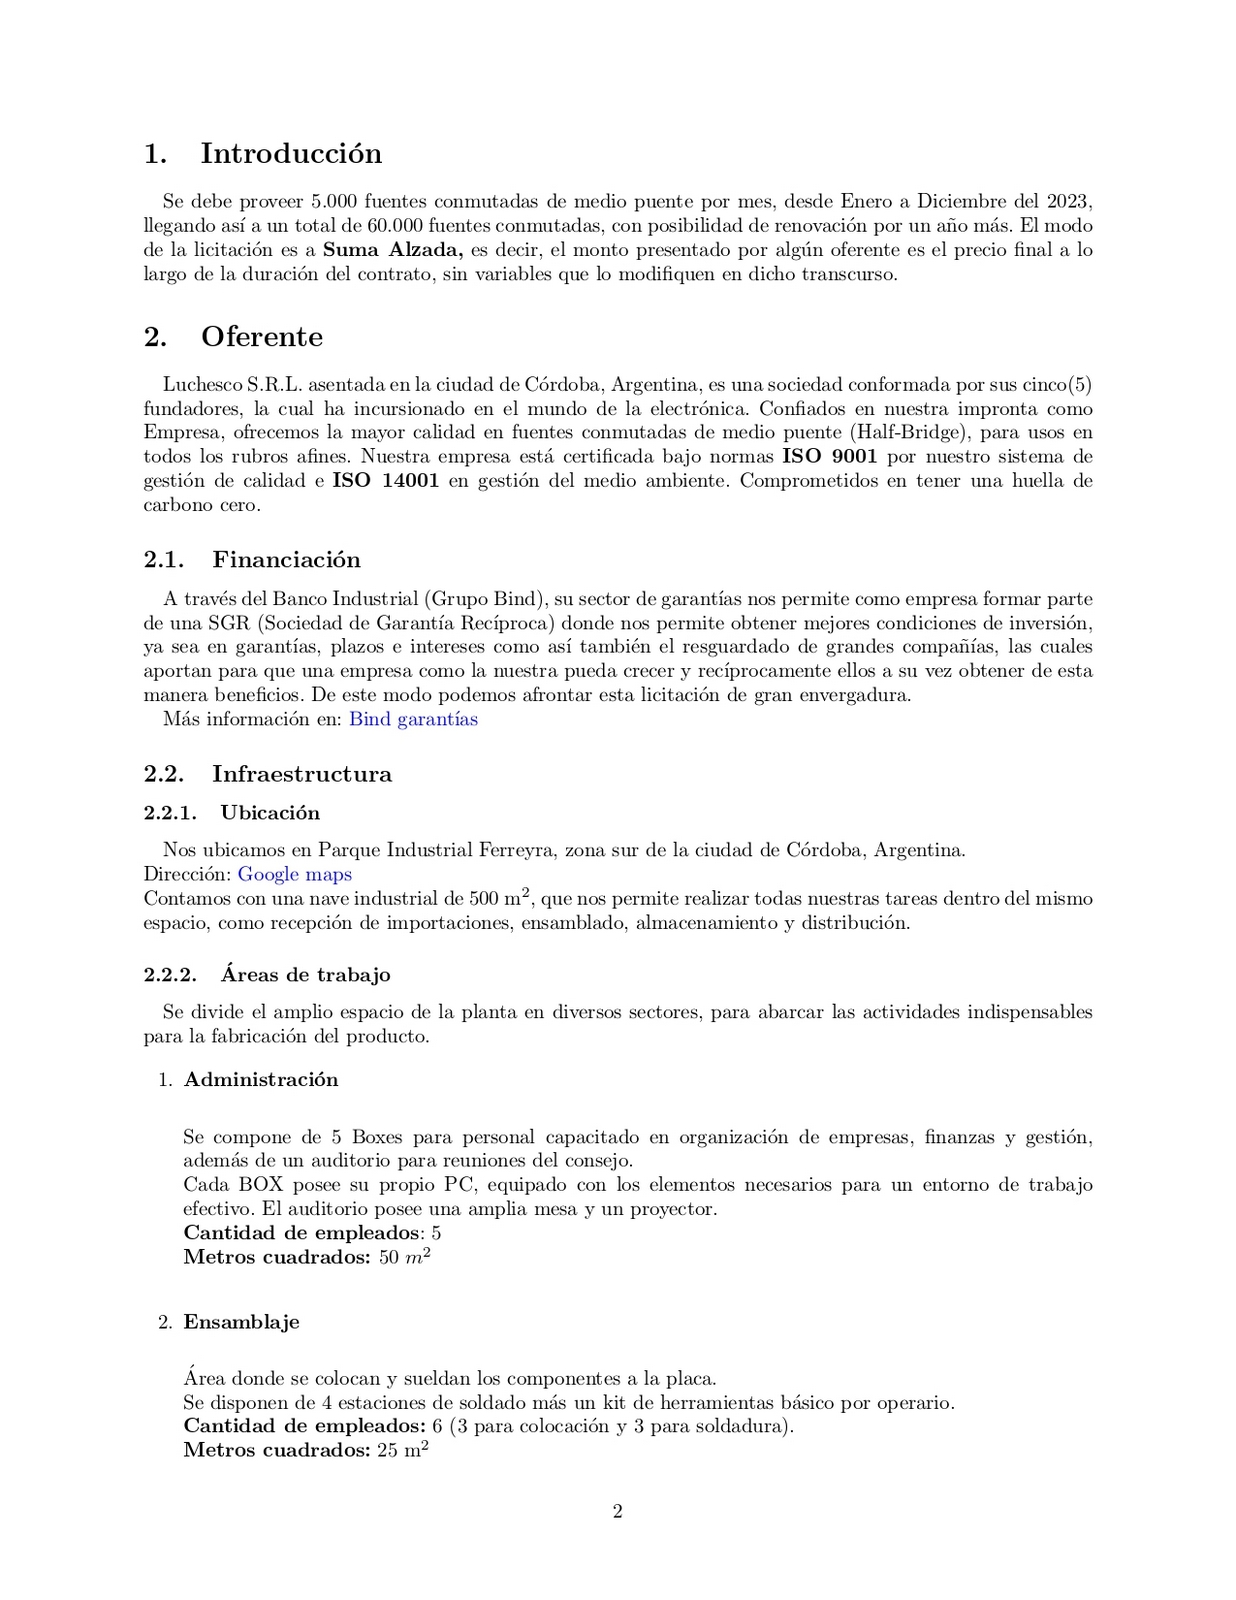 1. Introducción
Se debe proveer 5.000 fuentes conmutadas de medio puente por mes, desde Enero a Diciembre del 2023,
llegando así a un total de 60.000 fuentes conmutadas, con posibilidad de renovación por un año más. El modo
de la licitación es a Suma Alzada, es decir, el monto presentado por algún oferente es el precio final a lo
largo de la duración del contrato, sin variables que lo modifiquen en dicho transcurso.
2. Oferente
Luchesco S.R.L. asentada en la ciudad de Córdoba, Argentina, es una sociedad conformada por sus cinco(5)
fundadores, la cual ha incursionado en el mundo de la electrónica. Confiados en nuestra impronta como
Empresa, ofrecemos la mayor calidad en fuentes conmutadas de medio puente (Half-Bridge), para usos en
todos los rubros afines. Nuestra empresa está certificada bajo normas ISO 9001 por nuestro sistema de
gestión de calidad e ISO 14001 en gestión del medio ambiente. Comprometidos en tener una huella de
carbono cero.
2.1. Financiación
A través del Banco Industrial (Grupo Bind), su sector de garantías nos permite como empresa formar parte
de una SGR (Sociedad de Garantía Recíproca) donde nos permite obtener mejores condiciones de inversión,
ya sea en garantías, plazos e intereses como así también el resguardado de grandes compañías, las cuales
aportan para que una empresa como la nuestra pueda crecer y recíprocamente ellos a su vez obtener de esta
manera beneficios. De este modo podemos afrontar esta licitación de gran envergadura.
Más información en: Bind garantías
2.2. Infraestructura
2.2.1. Ubicación
Nos ubicamos en Parque Industrial Ferreyra, zona sur de la ciudad de Córdoba, Argentina.
Dirección: Google maps
Contamos con una nave industrial de 500 m², que nos permite realizar todas nuestras tareas dentro del mismo
espacio, como recepción de importaciones, ensamblado, almacenamiento y distribución.
2.2.2. Áreas de trabajo
Se divide el amplio espacio de la planta en diversos sectores, para abarcar las actividades indispensables
para la fabricación del producto.
1. Administración
Se compone de 5 Boxes para personal capacitado en organización de empresas, finanzas y gestión,
además de un auditorio para reuniones del consejo.
Cada BOX posee su propio PC, equipado con los elementos necesarios para un entorno de trabajo
efectivo. El auditorio posee una amplia mesa y un proyector.
Cantidad de empleados: 5
Metros cuadrados: 50 m²
2. Ensamblaje
Área donde se colocan y sueldan los componentes a la placa.
Se disponen de 4 estaciones de soldado más un kit de herramientas básico por operario.
Cantidad de empleados: 6 (3 para colocación y 3 para soldadura).
Metros cuadrados: 25 m²
2